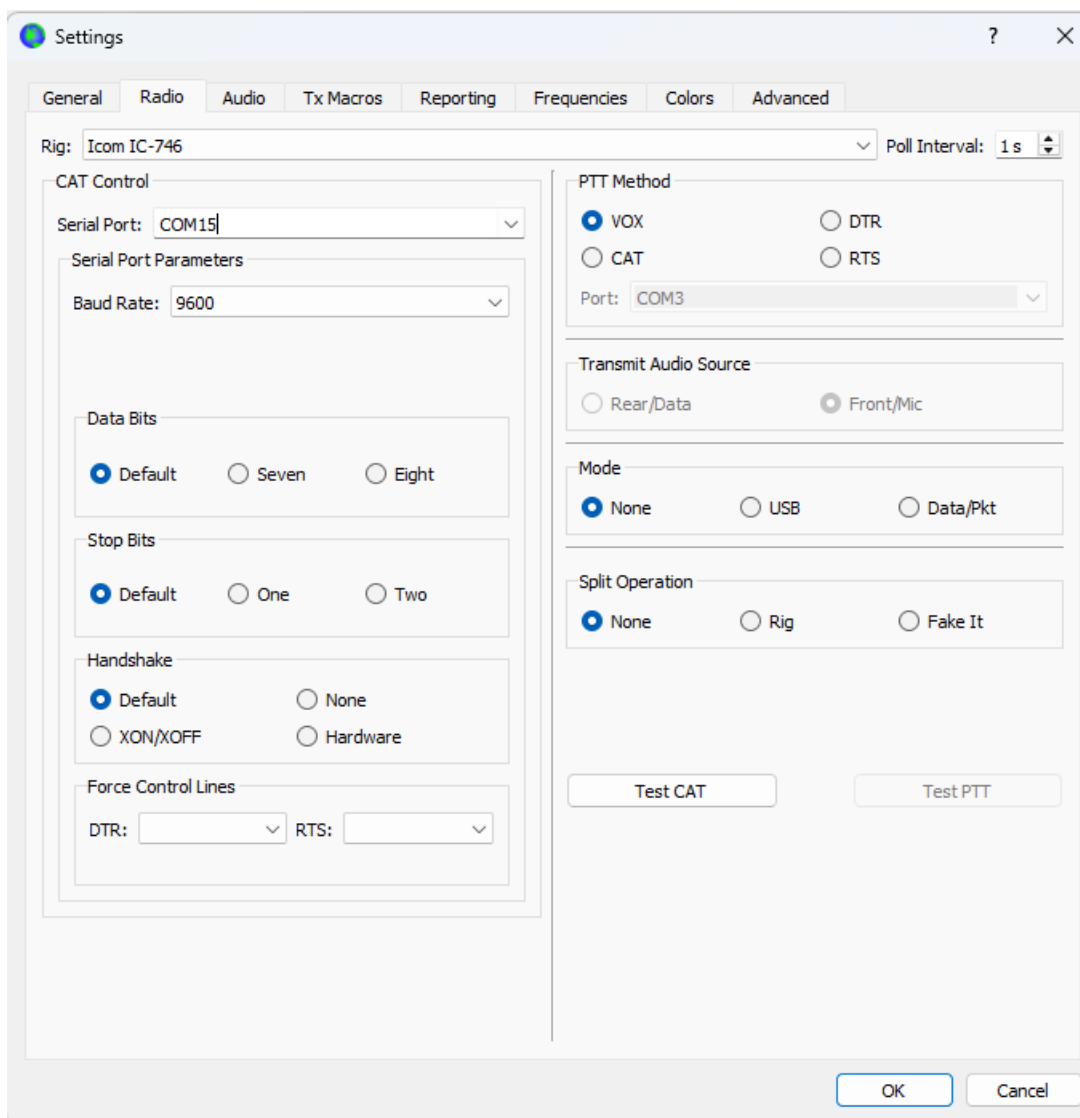 Settings
?
General Radio Audio Tx Macros Reporting Frequencies Colors Advanced
Rig: Icom IC-746 Poll Interval: 1 s
CAT Control
Serial Port: COM15
Serial Port Parameters
Baud Rate: 9600
Data Bits
Default Seven Eight
Stop Bits
Default One Two
Handshake
Default None
XON/XOFF Hardware
Force Control Lines
DTR: RTS:
PTT Method
VOX DTR
CAT RTS
Port: COM3
Transmit Audio Source
Rear/Data Front/Mic
Mode
None USB Data/Pkt
Split Operation
None Rig Fake It
Test CAT Test PTT
OK Cancel